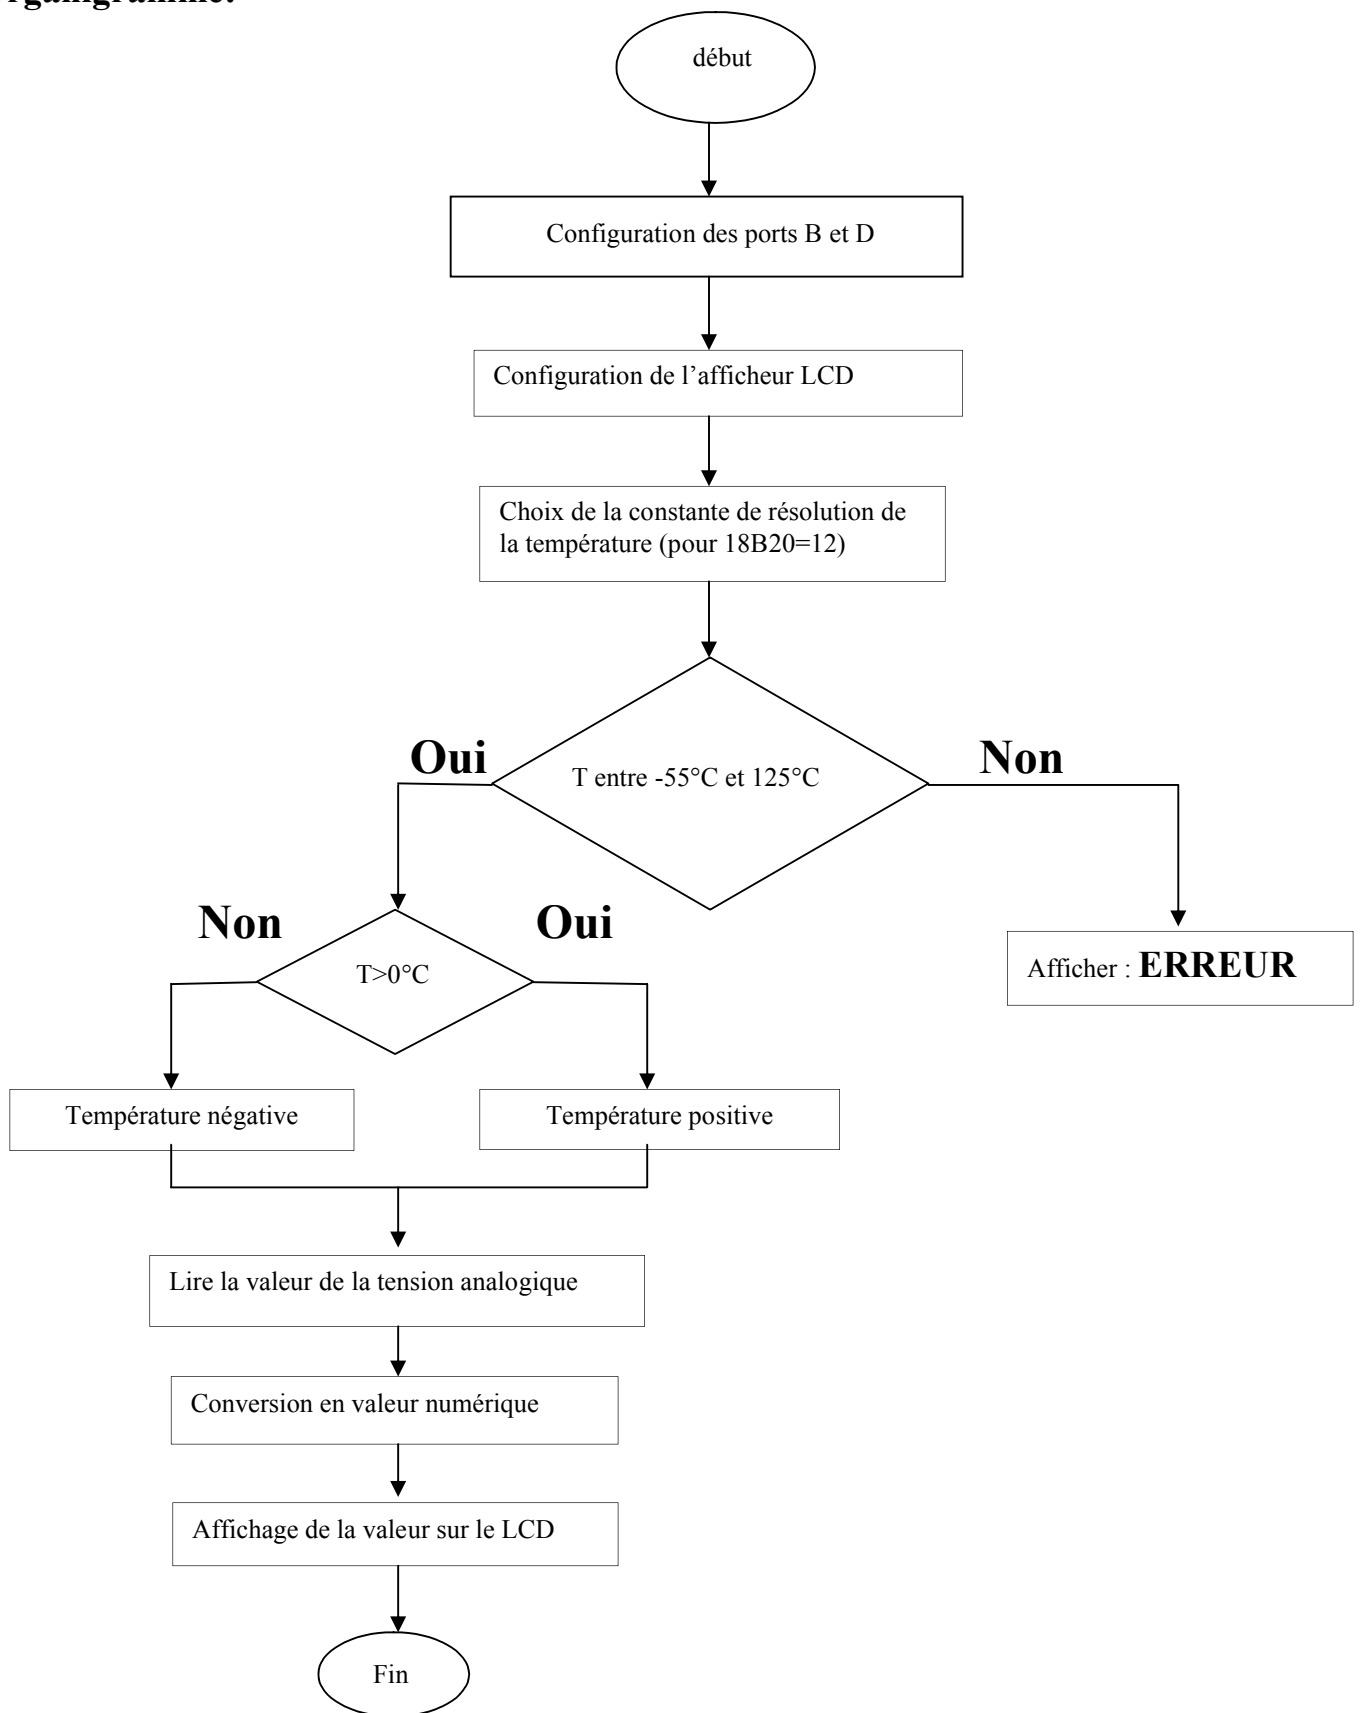 début
Configuration des ports B et D
Configuration de l'afficheur LCD
Choix de la constante de résolution de
la température (pour 18B20=12)
T entre -55°C et 125°C
Oui
Non
T>0°C
Non
Oui
Afficher : ERREUR
Température négative
Température positive
Lire la valeur de la tension analogique
Conversion en valeur numérique
Affichage de la valeur sur le LCD
Fin